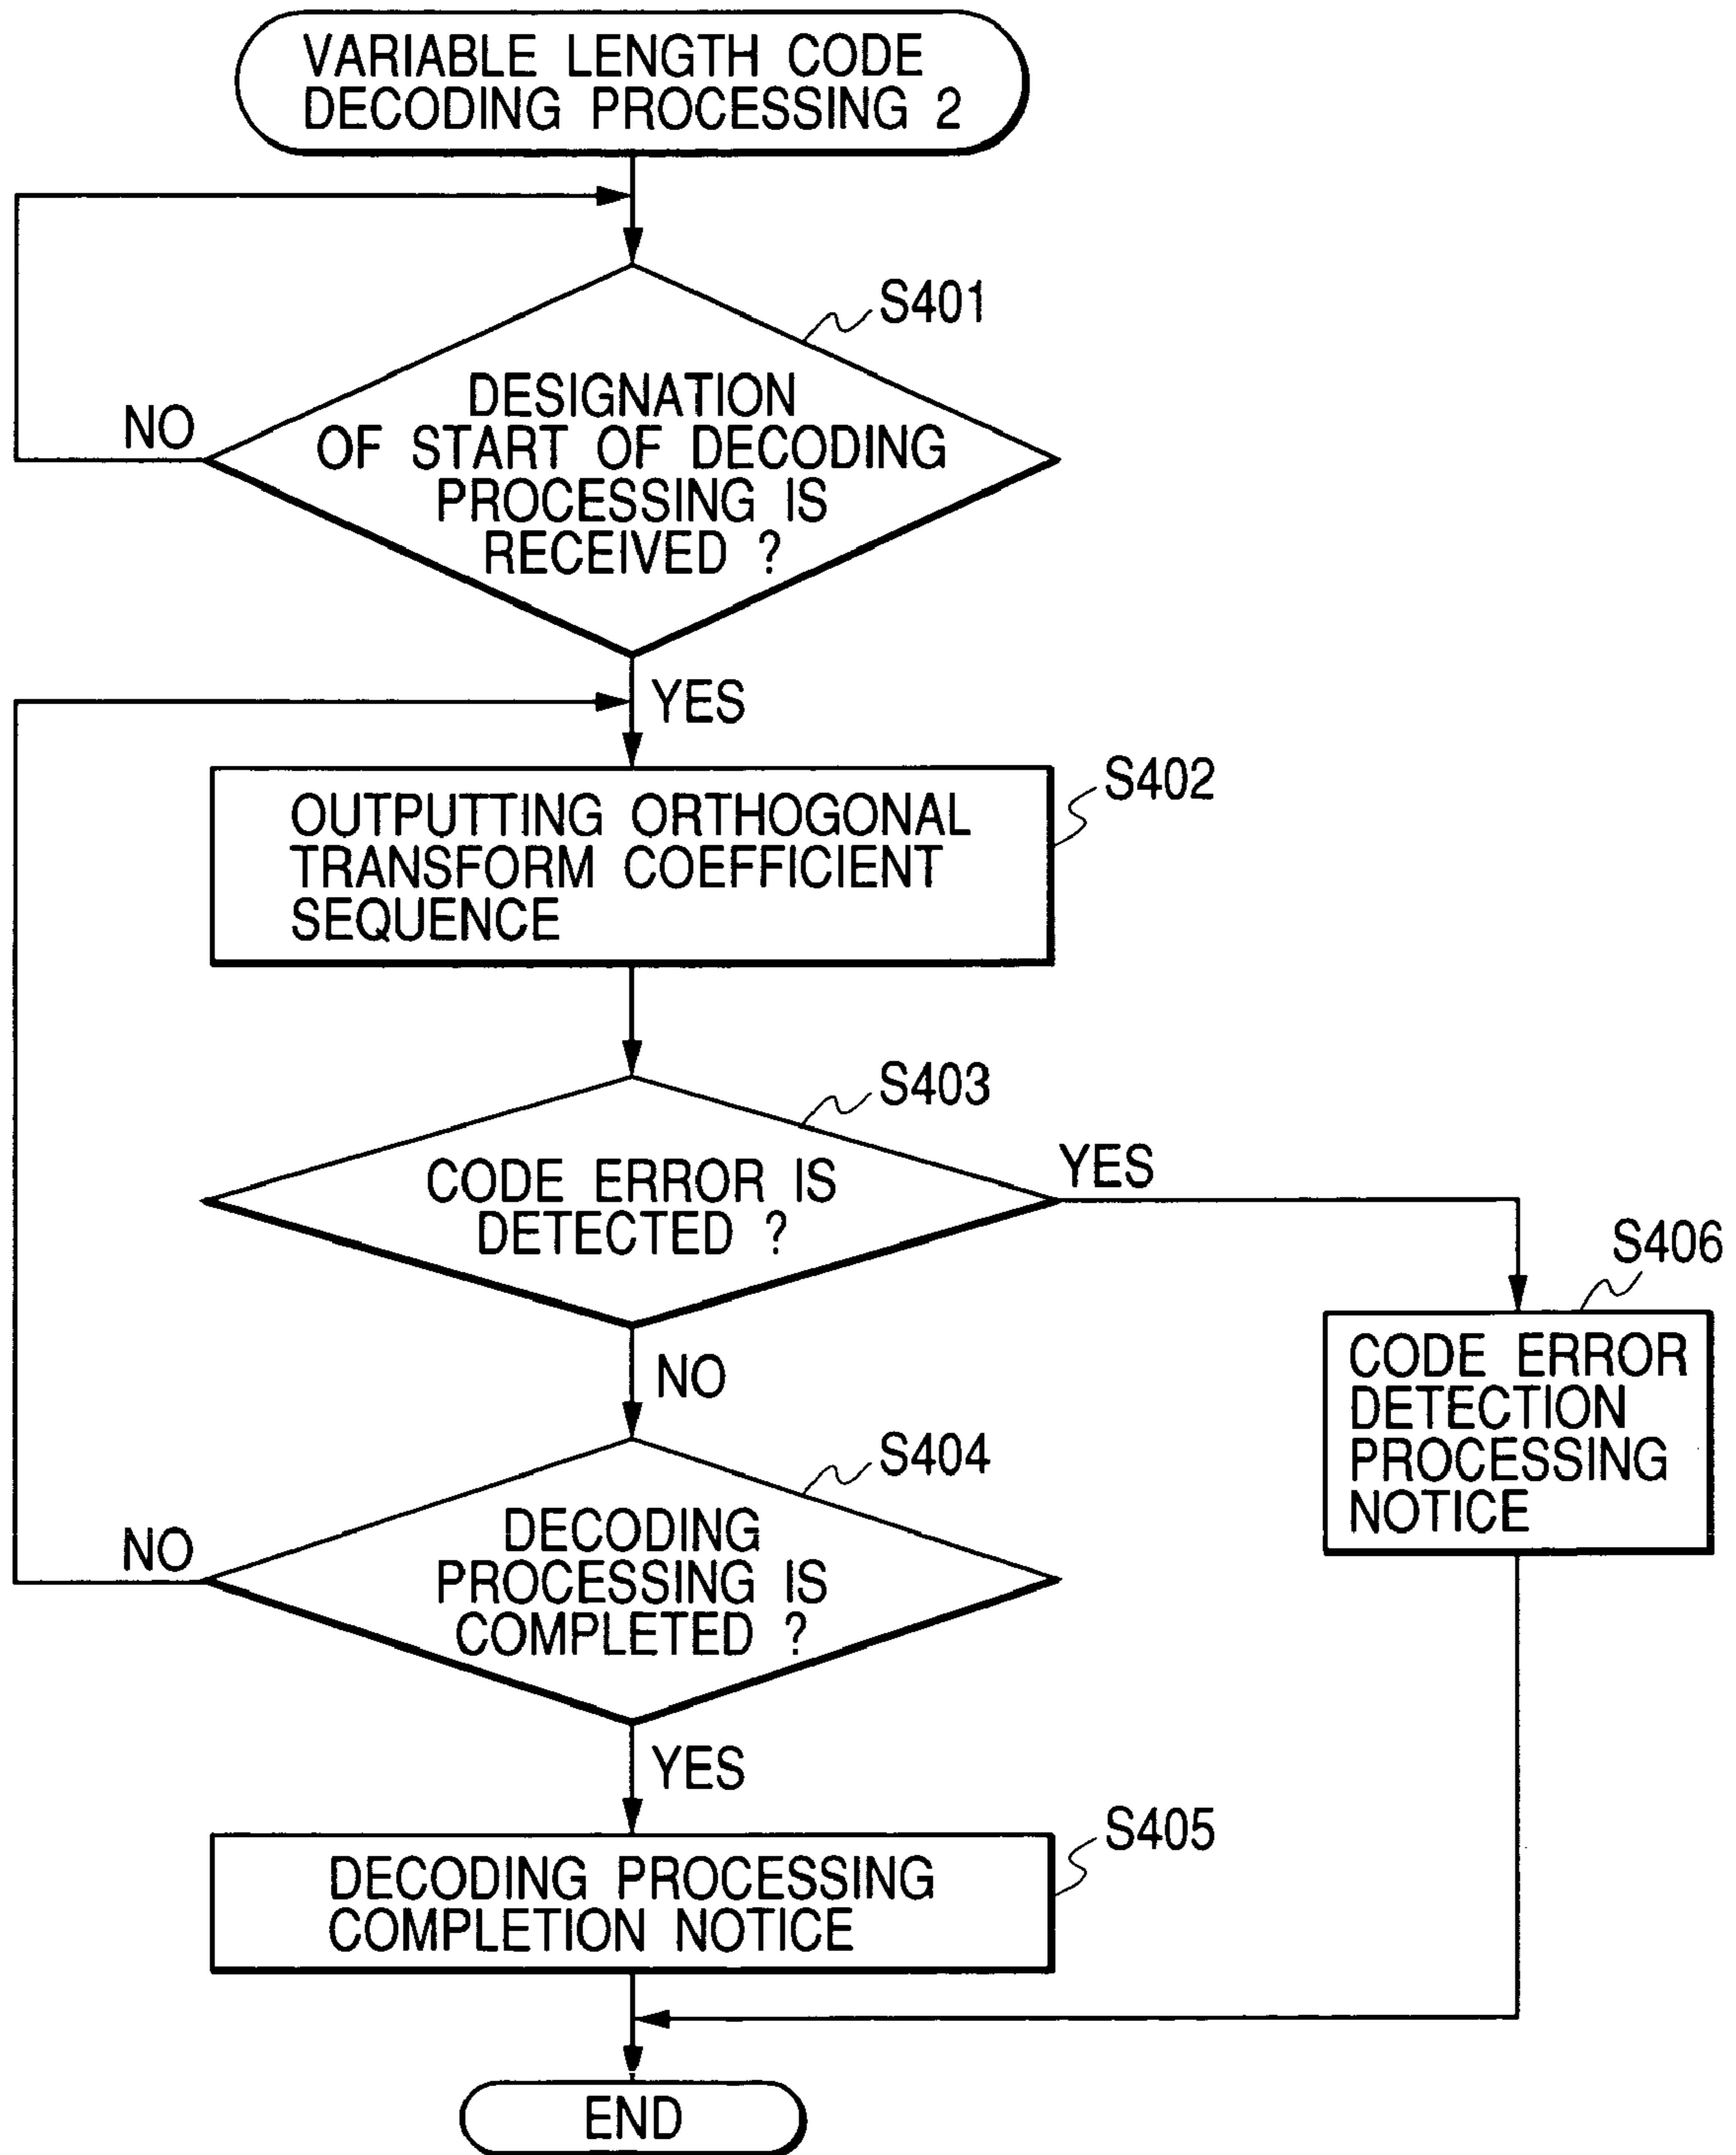 VARIABLE LENGTH CODE
DECODING PROCESSING 2
S401
DESIGNATION
OF START OF DECODING
PROCESSING IS
RECEIVED ?
NO
YES
S402
OUTPUTTING ORTHOGONAL
TRANSFORM COEFFICIENT
SEQUENCE
S403
CODE ERROR IS
DETECTED ?
YES
NO
S406
CODE ERROR
DETECTION
PROCESSING
NOTICE
S404
DECODING
PROCESSING IS
COMPLETED ?
NO
YES
S405
DECODING PROCESSING
COMPLETION NOTICE
END